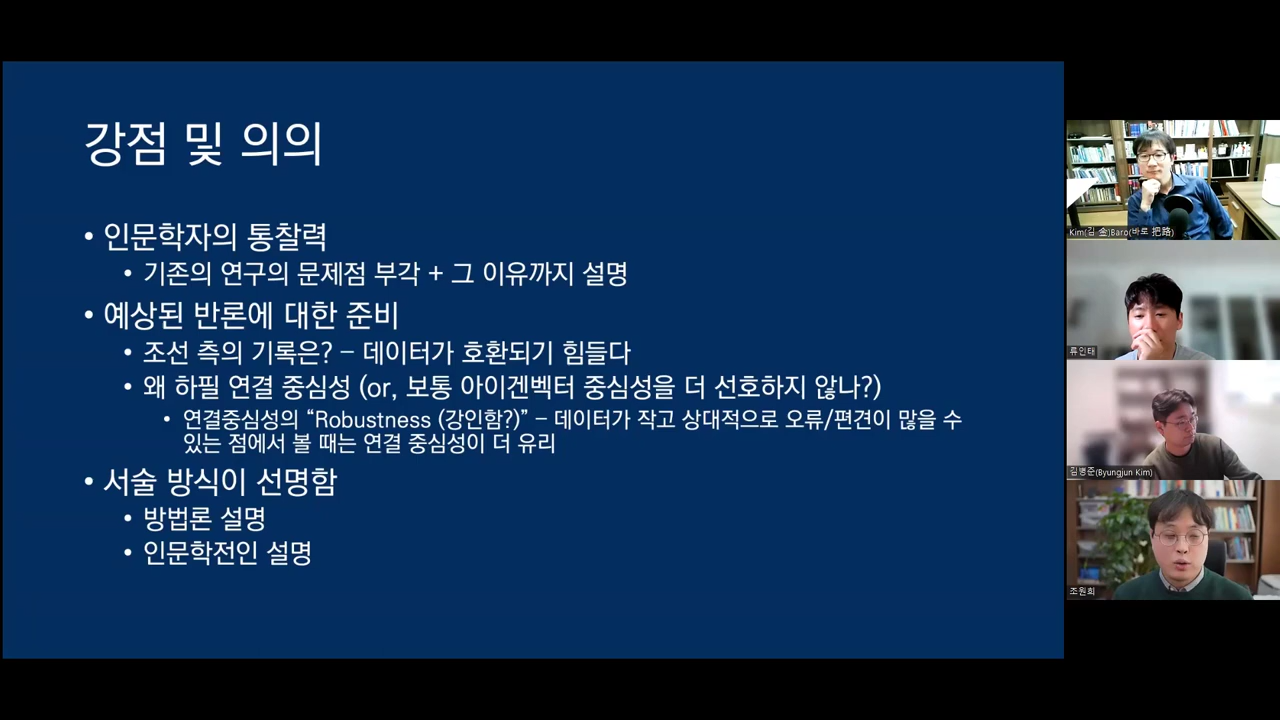 강점 및 의의
• 인문학자의 통찰력
• 기존의 연구의 문제점 부각 + 그 이유까지 설명
• 예상된 반론에 대한 준비
• 조선 측의 기록은? – 데이터가 호환되기 힘들다
• 왜 하필 연결 중심성 (or, 보통 아이겐벡터 중심성을 더 선호하지 않나?)
• 연결중심성의 “Robustness (강인함?)” – 데이터가 작고 상대적으로 오류/편견이 많을 수
있는 점에서 볼 때는 연결 중심성이 더 유리
• 서술 방식이 선명함
• 방법론 설명
• 인문학전인 설명
Kim(김 金)Baro(바로 把路)
류인태
김병준(Byungjun Kim)
조원희